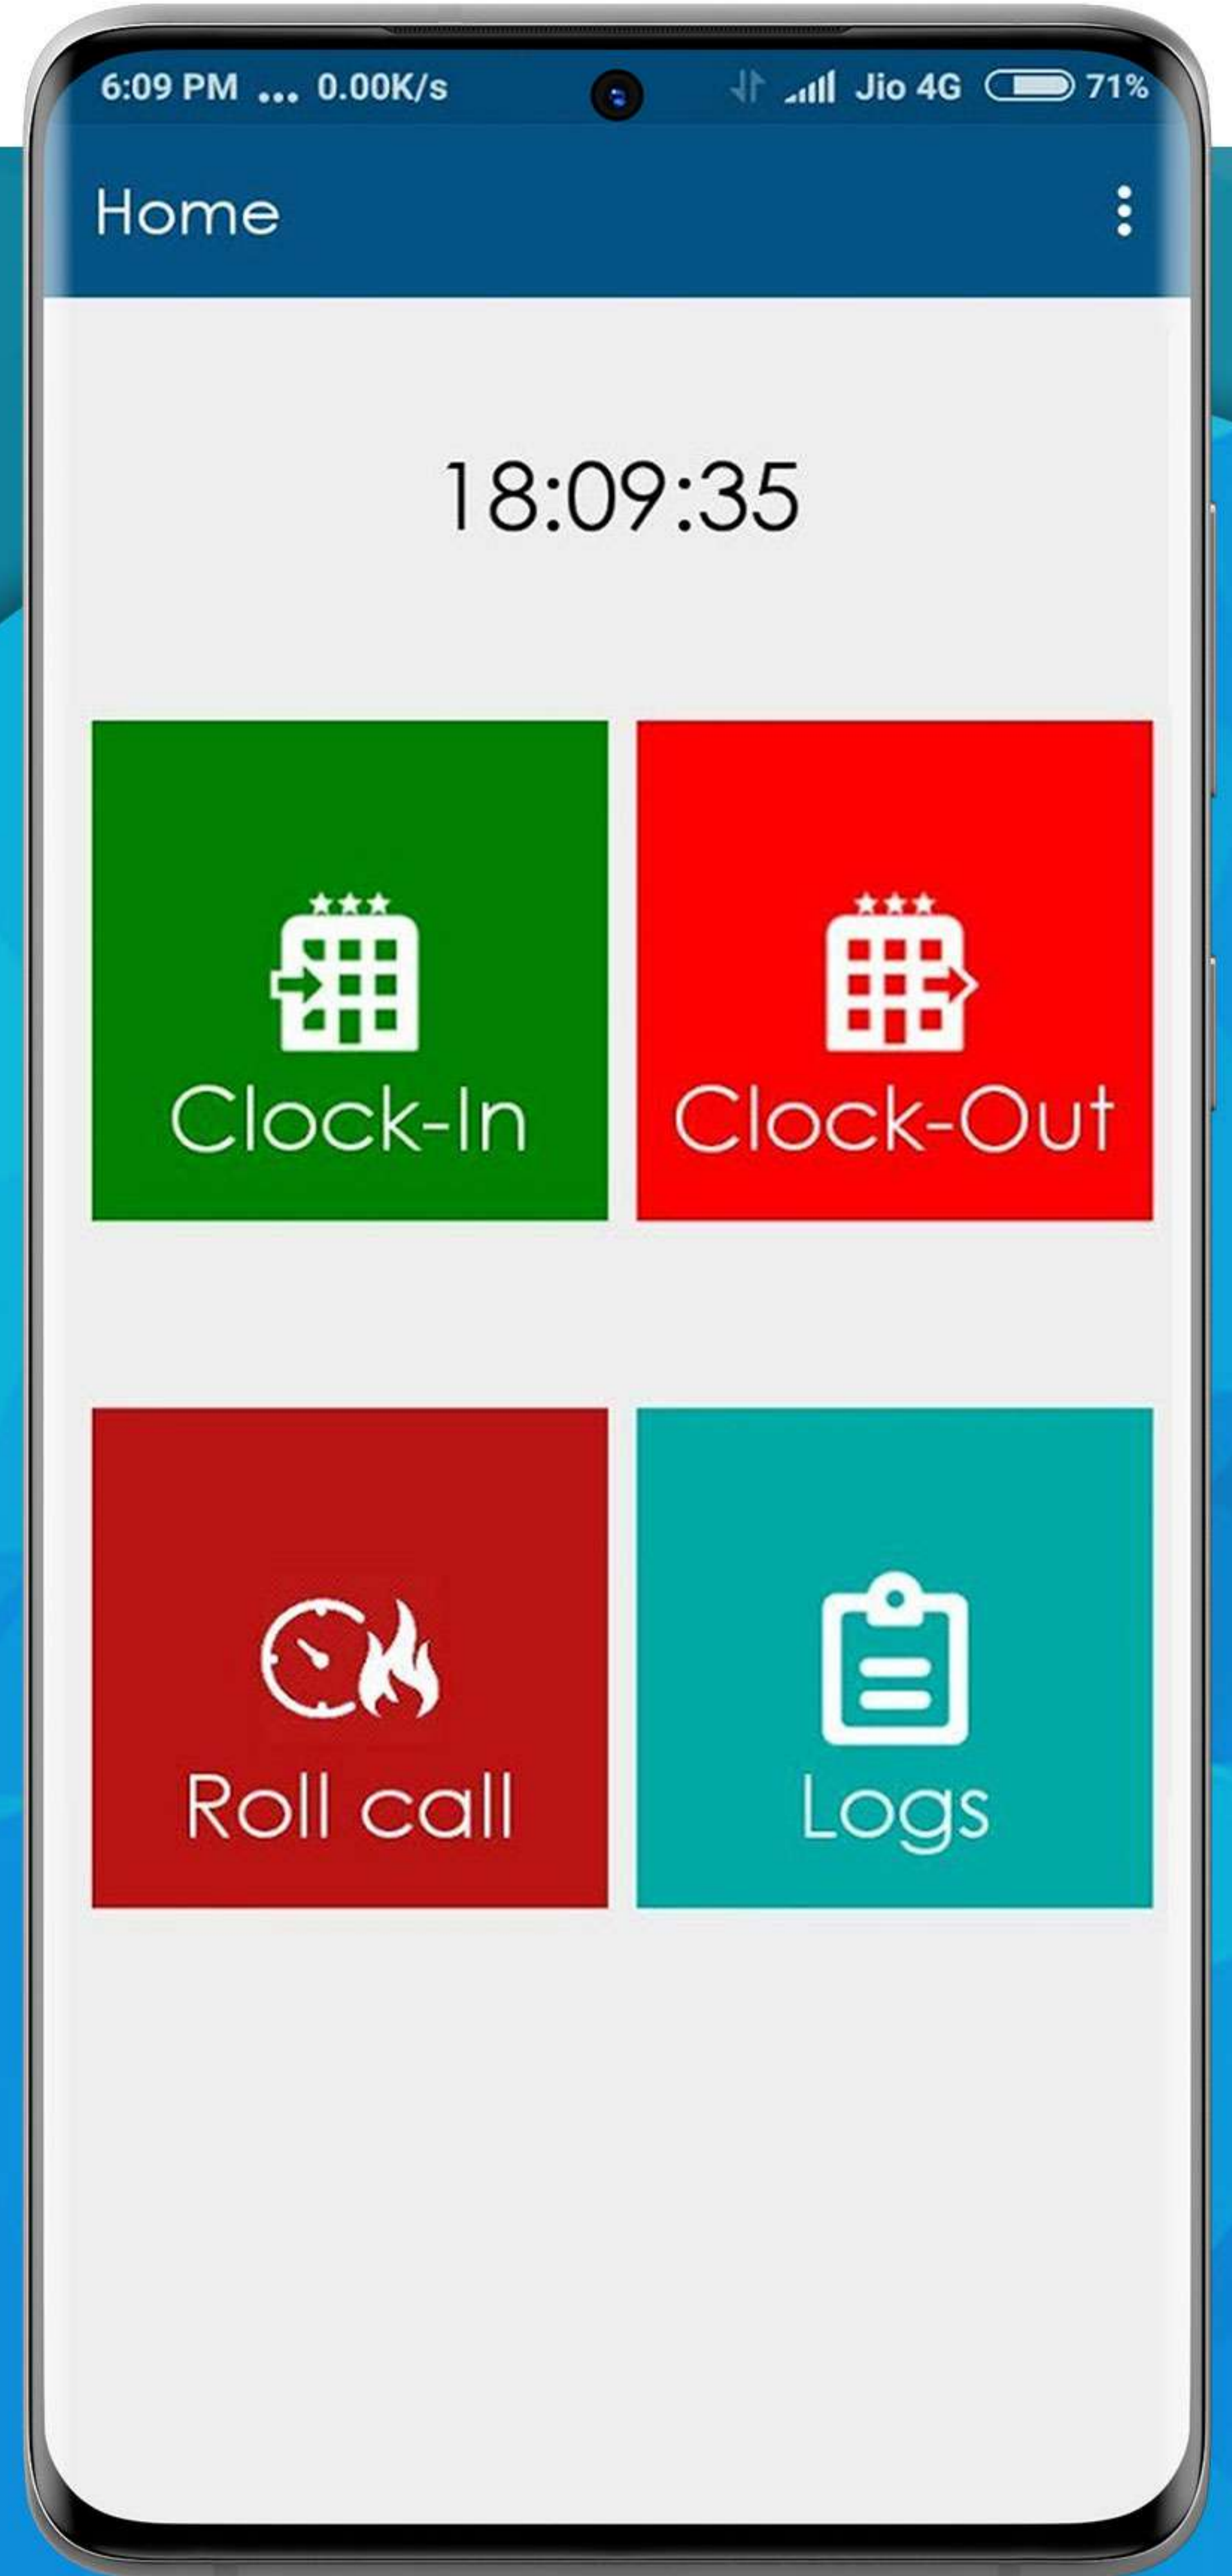 6:09 PM ... 0.00K/s Jio 4G 71%
Home
18:09:35
Clock-In
Clock-Out
Roll call
Logs